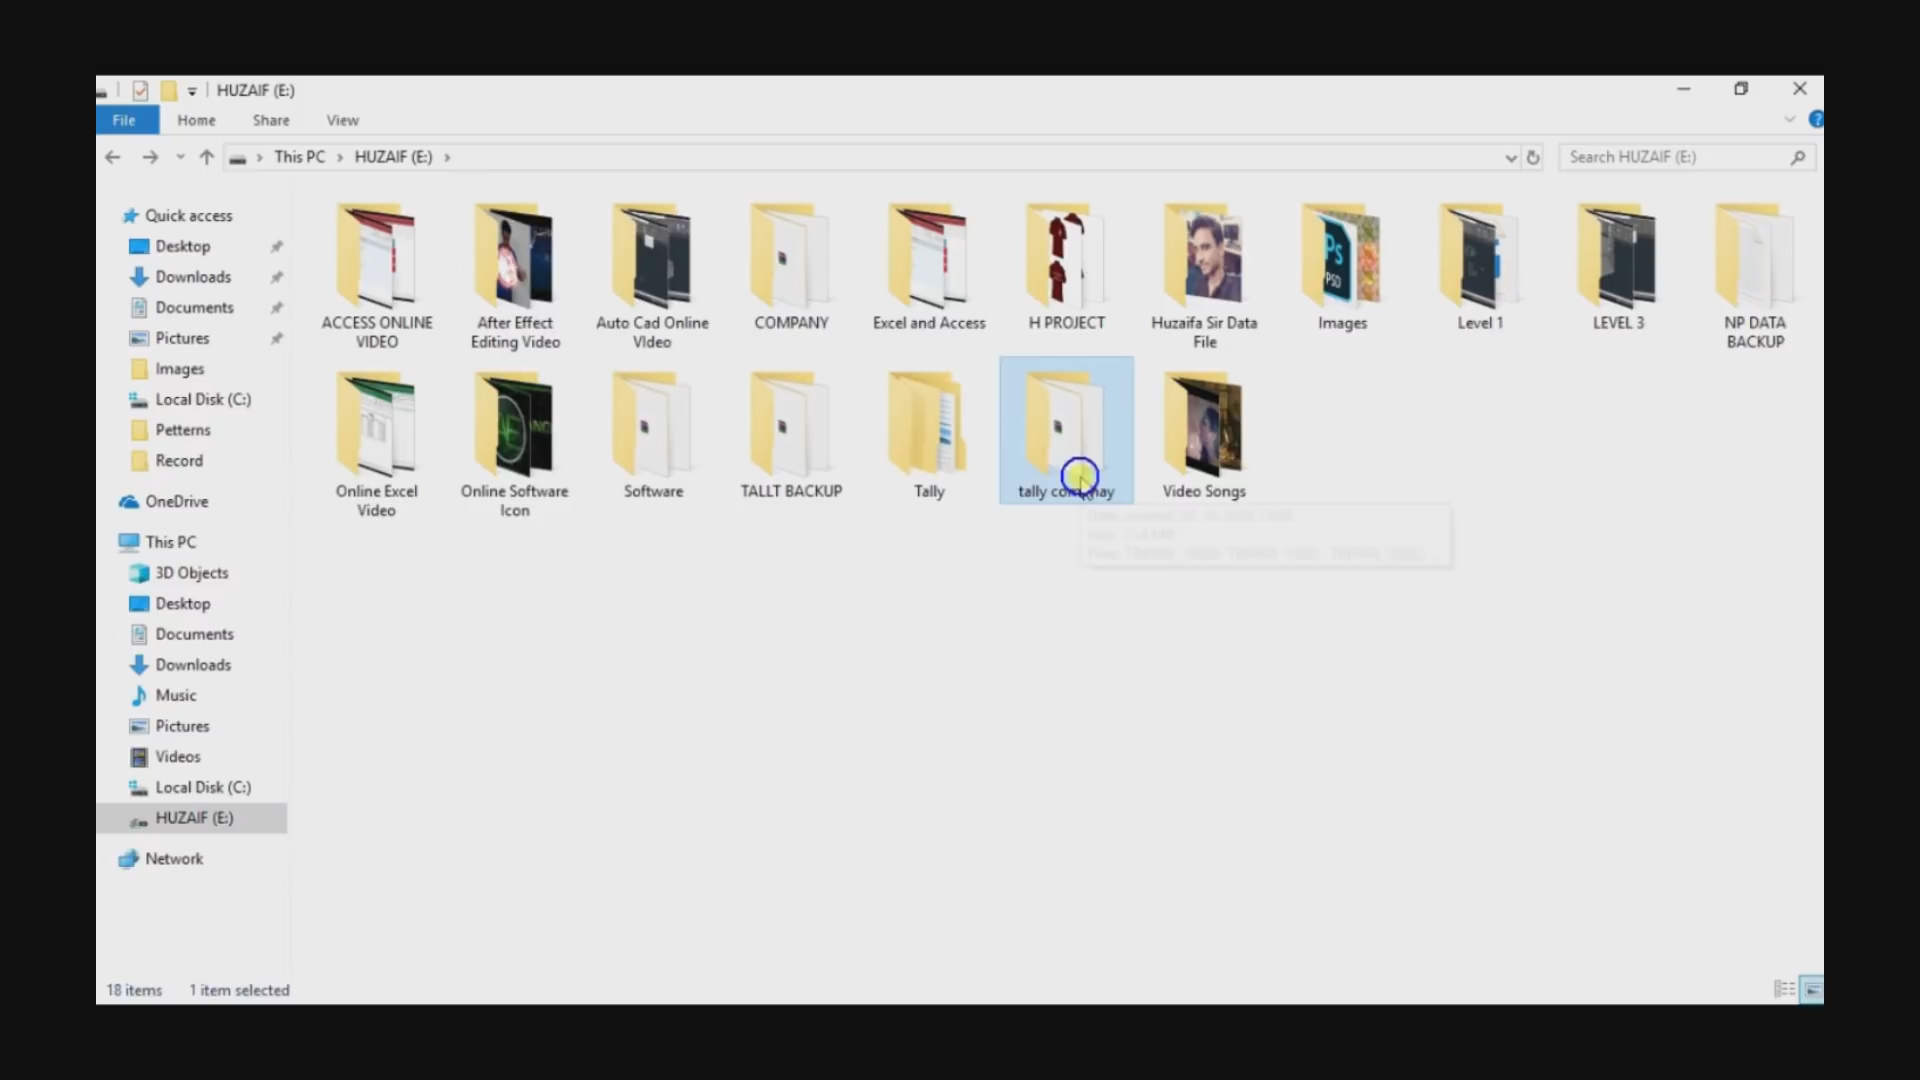 HUZAIF (E:)
File Home Share View
This PC HUZAIF (E:)
Search HUZAIF (E:)
Quick access
Desktop
Downloads
Documents
Pictures
Images
Local Disk (C:)
Petterns
Record
OneDrive
This PC
3D Objects
Desktop
Documents
Downloads
Music
Pictures
Videos
Local Disk (C:)
HUZAIF (E:)
Network
ACCESS ONLINE
VIDEO
After Effect
Editing Video
Auto Cad Online
VIdeo
COMPANY
Excel and Access
H PROJECT
Huzaifa Sir Data
File
Images
Level 1
LEVEL 3
NP DATA
BACKUP
Online Excel
Video
Online Software
Icon
Software
TALLT BACKUP
Tally
tally
Video Songs
18 items 1 item selected